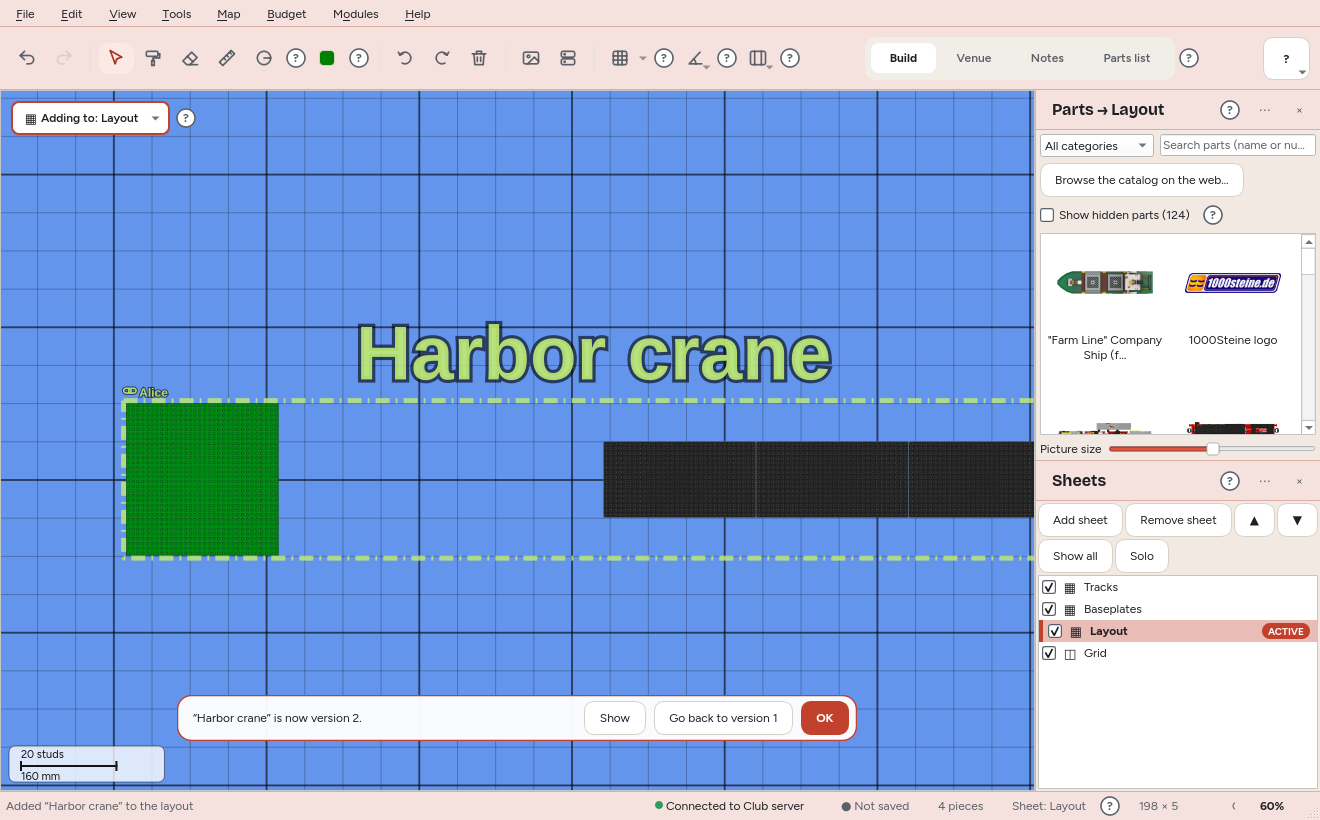 File Edit View Tools Map Budget Modules Help
? ? ? ? ? Build Venue Notes Parts list ? ?
Adding to: Layout ?
Parts → Layout ?
All categories Search parts (name or nu...
Browse the catalog on the web...
Show hidden parts (124) ?
1000steine.de
"Farm Line" Company Ship (f...
1000Steine logo
Picture size
Harbor crane
Alice
Sheets ?
Add sheet Remove sheet ▲ ▼
Show all Solo
Tracks
Baseplates
Layout ACTIVE
Grid
"Harbor crane" is now version 2. Show Go back to version 1 OK
20 studs
160 mm
Added "Harbor crane" to the layout Connected to Club server Not saved 4 pieces Sheet: Layout ? 198 × 5 60%